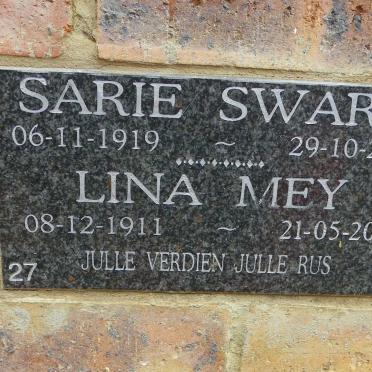 SARIE SWAR
06-11-1919 ~ 29-10-2
LINA MEY
08-12-1911 ~ 21-05-20
27 JULLE VERDIEN JULLE RUS